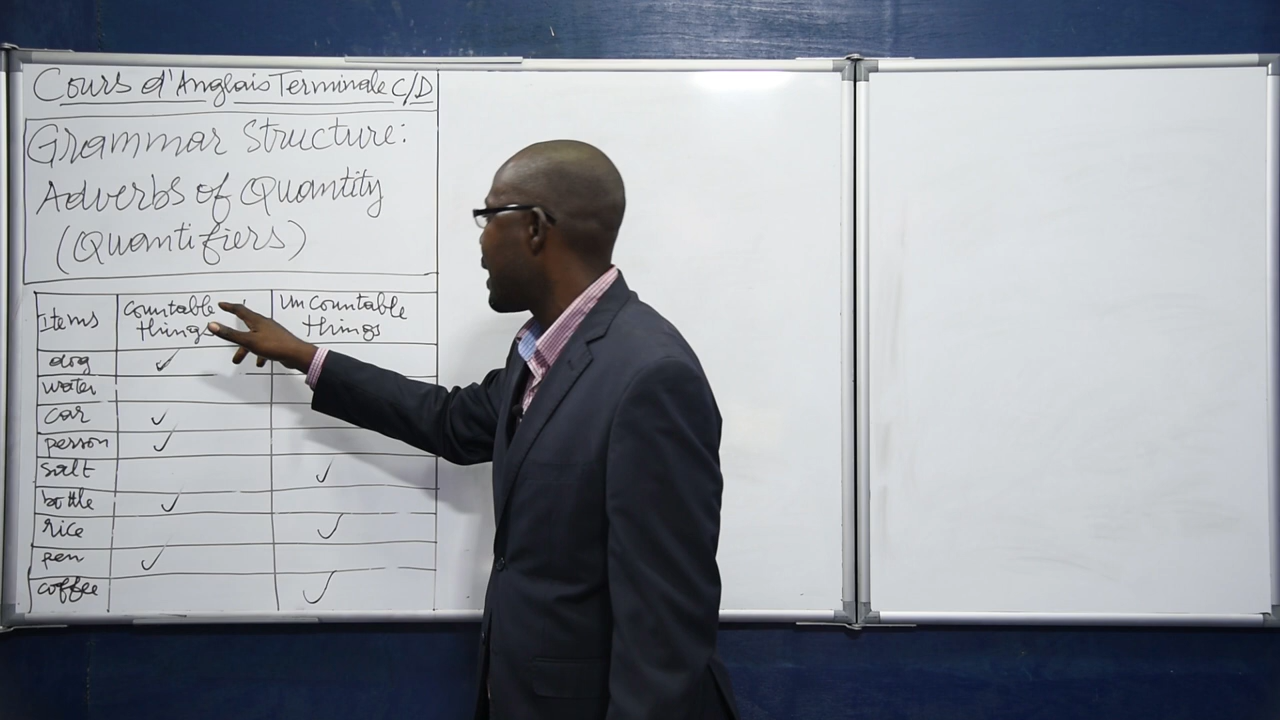 Cours d'Anglais Terminale C/D
Grammar Structure:
Adverbs of Quantity
(Quantifiers)
Items Countable things Uncountable things
dog ✓
water
car ✓
person ✓
salt ✓
bottle ✓
rice ✓
pen ✓
coffee ✓